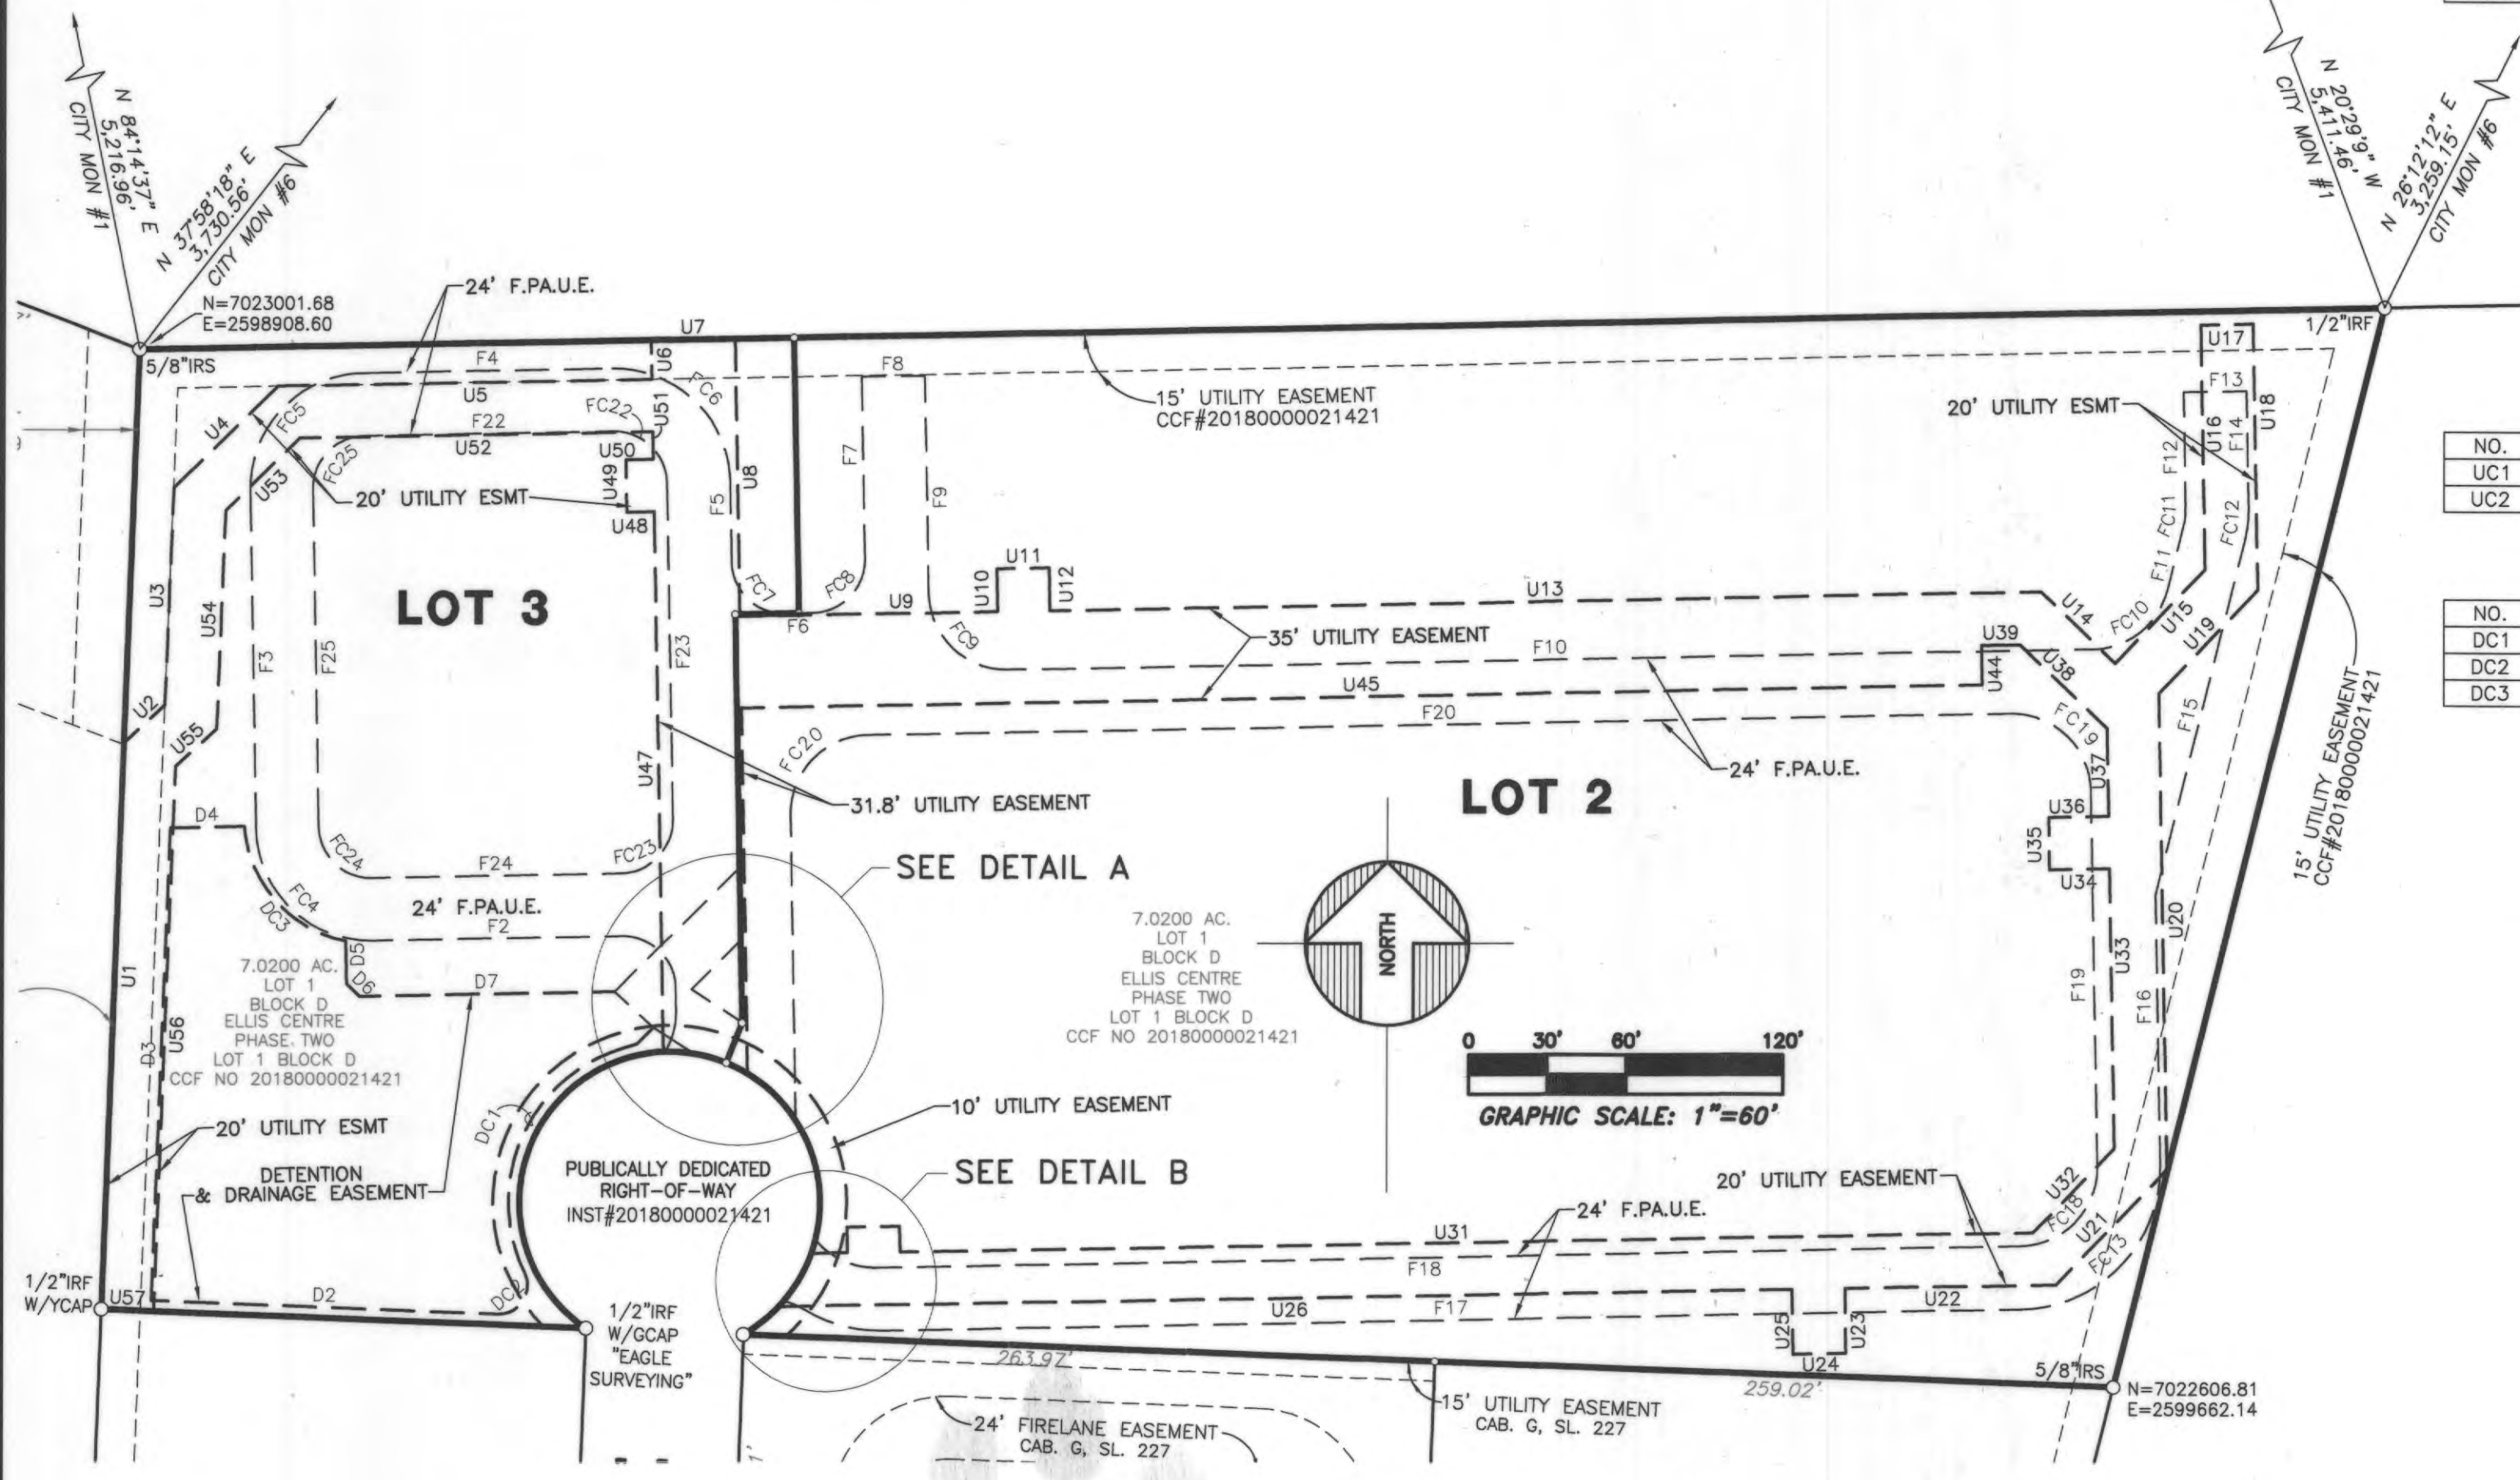 N 84°14'37" E
5,216.96'
CITY MON #1
N 37°58'18" E
3,730.56'
CITY MON #6
N 20°29'9" W
5,411.46'
CITY MON #1
N 26°12'12" E
3,259.15'
CITY MON #6
N=7023001.68
E=2598908.60
5/8"IRS
24' F.PA.U.E.
U7
1/2"IRF
F4
U5
U6
FC6
F8
U17
F13
15' UTILITY EASEMENT
CCF#20180000021421
20' UTILITY ESMT
U4
FC5
FC22
U51
F22
U52
U50
FC25
U53
U49
20' UTILITY ESMT
U48
F5
U8
F7
F9
F12
U16
F14
U18
FC11
FC12
F11
NO.
UC1
UC2
NO.
DC1
DC2
DC3
U3
U54
LOT 3
F3
F25
F23
FC7
FC8
F6
U9
U10
U11
U12
FC9
U13
35' UTILITY EASEMENT
F10
U14
FC10
U15
U19
U39
U38
U44
U45
F20
FC20
FC19
U37
F15
15' UTILITY EASEMENT
CCF#20180000021421
U2
U55
U47
31.8' UTILITY EASEMENT
24' F.PA.U.E.
LOT 2
U36
U35
U34
D4
FC24
F24
FC23
SEE DETAIL A
FC4
DC3
24' F.PA.U.E.
F2
D5
D6
D7
U1
7.0200 AC.
LOT 1
BLOCK D
ELLIS CENTRE
PHASE TWO
LOT 1 BLOCK D
CCF NO 20180000021421
7.0200 AC.
LOT 1
BLOCK D
ELLIS CENTRE
PHASE TWO
LOT 1 BLOCK D
CCF NO 20180000021421
NORTH
F19
U33
U20
F16
D3
U56
0 30' 60' 120'
GRAPHIC SCALE: 1"=60'
DC1
10' UTILITY EASEMENT
20' UTILITY ESMT
DETENTION
& DRAINAGE EASEMENT
PUBLICALLY DEDICATED
RIGHT-OF-WAY
INST#20180000021421
SEE DETAIL B
20' UTILITY EASEMENT
24' F.PA.U.E.
U32
FC18
U21
FC13
U31
F18
U26
F17
U22
U25
U23
U24
1/2"IRF
W/YCAP
U57
D2
DC2
1/2"IRF
W/GCAP
"EAGLE
SURVEYING"
263.97'
259.02'
5/8"IRS
N=7022606.81
E=2599662.14
15' UTILITY EASEMENT
CAB. G, SL. 227
24' FIRELANE EASEMENT
CAB. G, SL. 227